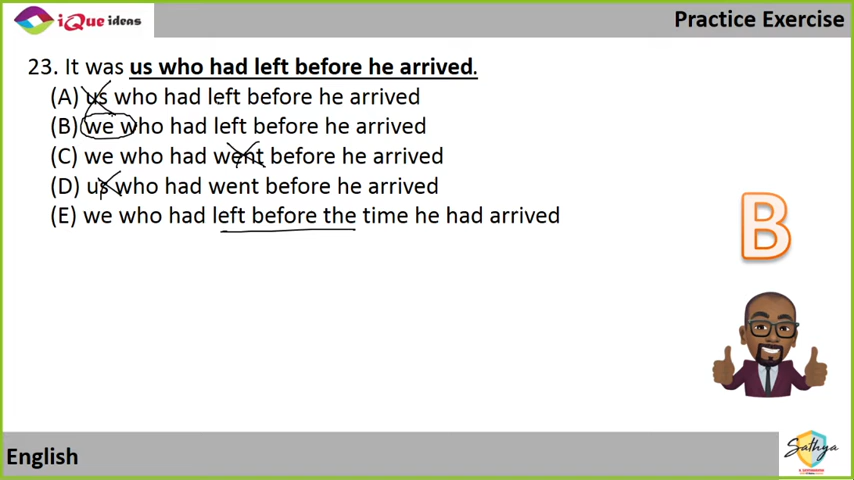 iQue ideas
Practice Exercise
23. It was us who had left before he arrived.
(A) us who had left before he arrived
(B) we who had left before he arrived
(C) we who had went before he arrived
(D) us who had went before he arrived
(E) we who had left before the time he had arrived
B
English
Sathya